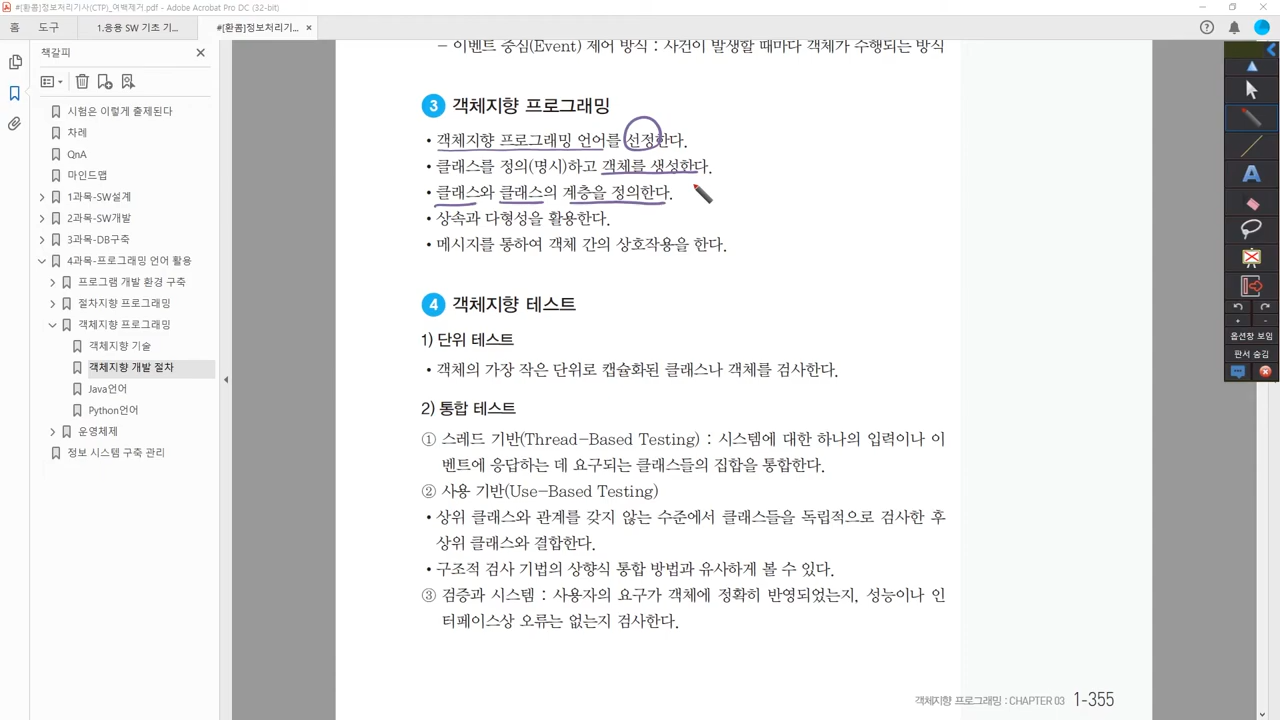 #[환콤]정보처리기사(CTP)_여백제거.pdf - Adobe Acrobat Pro DC (32-bit)
홈
도구
1.응용 SW 기초 기...
#[환콤]정보처리기...
책갈피
시험은 이렇게 출제된다
차례
QnA
마인드맵
1과목-SW설계
2과목-SW개발
3과목-DB구축
4과목-프로그래밍 언어 활용
프로그램 개발 환경 구축
절차지향 프로그래밍
객체지향 프로그래밍
객체지향 기술
객체지향 개발 절차
Java언어
Python언어
운영체제
정보 시스템 구축 관리
– 이벤트 중심(Event) 제어 방식 : 사건이 발생할 때마다 객체가 수행되는 방식
3 객체지향 프로그래밍
• 객체지향 프로그래밍 언어를 선정한다.
• 클래스를 정의(명시)하고 객체를 생성한다.
• 클래스와 클래스의 계층을 정의한다.
• 상속과 다형성을 활용한다.
• 메시지를 통하여 객체 간의 상호작용을 한다.
4 객체지향 테스트
1) 단위 테스트
• 객체의 가장 작은 단위로 캡슐화된 클래스나 객체를 검사한다.
2) 통합 테스트
① 스레드 기반(Thread–Based Testing) : 시스템에 대한 하나의 입력이나 이
벤트에 응답하는 데 요구되는 클래스들의 집합을 통합한다.
② 사용 기반(Use–Based Testing)
• 상위 클래스와 관계를 갖지 않는 수준에서 클래스들을 독립적으로 검사한 후
상위 클래스와 결합한다.
• 구조적 검사 기법의 상향식 통합 방법과 유사하게 볼 수 있다.
③ 검증과 시스템 : 사용자의 요구가 객체에 정확히 반영되었는지, 성능이나 인
터페이스상 오류는 없는지 검사한다.
객체지향 프로그래밍 : CHAPTER 03 1-355
A
옵션창 보임
판서 숨김